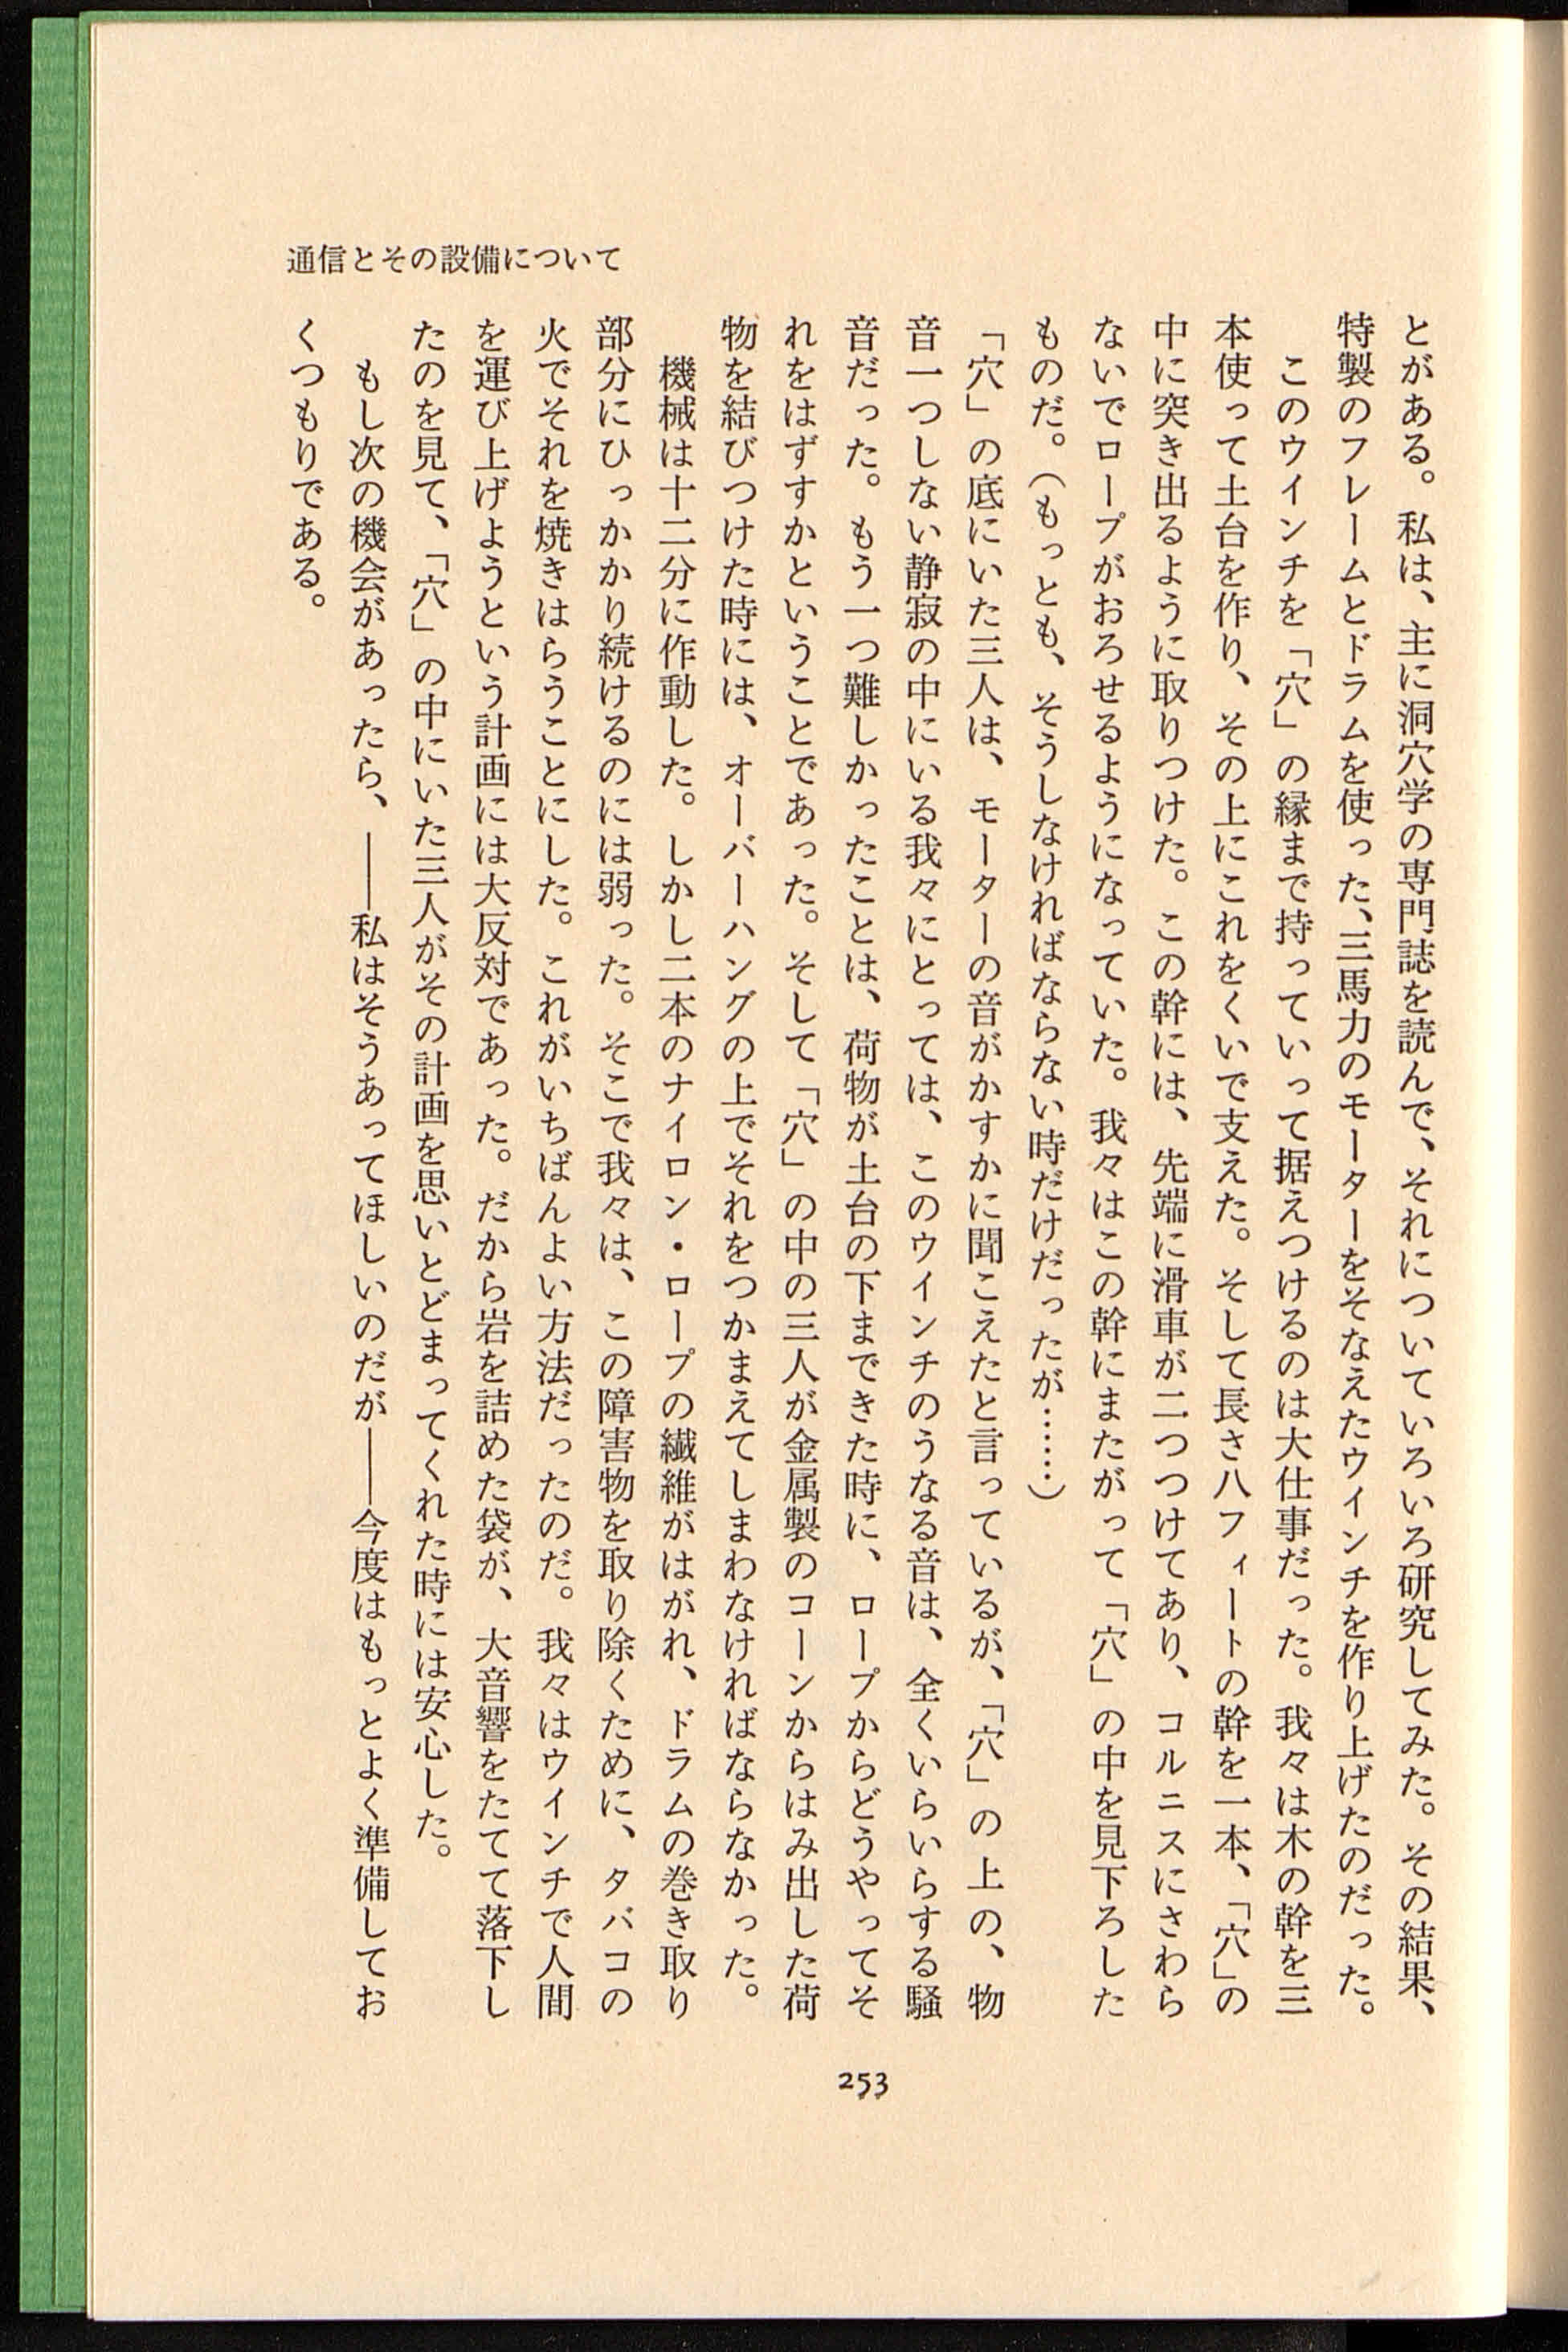 通信とその設備について
とがある。私は、主に洞穴学の専門誌を読んで、それについていろいろ研究してみた。その結果、
特製のフレームとドラムを使った、三馬力のモーターをそなえたウインチを作り上げたのだった。
このウインチを「穴」の縁まで持っていって据えつけるのは大仕事だった。我々は木の幹を三
本使って土台を作り、その上にこれをくいで支えた。そして長さ八フィートの幹を一本、「穴」の
中に突き出るように取りつけた。この幹には、先端に滑車が二つつけてあり、コルニスにさわら
ないでロープがおろせるようになっていた。我々はこの幹にまたがって「穴」の中を見下ろした
ものだ。（もっとも、そうしなければならない時だけだったが……）
「穴」の底にいた三人は、モーターの音がかすかに聞こえたと言っているが、「穴」の上の、物
音一つしない静寂の中にいる我々にとっては、このウインチのうなる音は、全くいらいらする騒
音だった。もう一つ難しかったことは、荷物が土台の下まできた時に、ロープからどうやってそ
れをはずすかということであった。そして「穴」の中の三人が金属製のコーンからはみ出した荷
物を結びつけた時には、オーバーハングの上でそれをつかまえてしまわなければならなかった。
機械は十二分に作動した。しかし二本のナイロン・ロープの繊維がはがれ、ドラムの巻き取り
部分にひっかかり続けるのには弱った。そこで我々は、この障害物を取り除くために、タバコの
火でそれを焼きはらうことにした。これがいちばんよい方法だったのだ。我々はウインチで人間
を運び上げようという計画には大反対であった。だから岩を詰めた袋が、大音響をたてて落下し
たのを見て、「穴」の中にいた三人がその計画を思いとどまってくれた時には安心した。
もし次の機会があったら、――私はそうあってほしいのだが――今度はもっとよく準備してお
くつもりである。
253